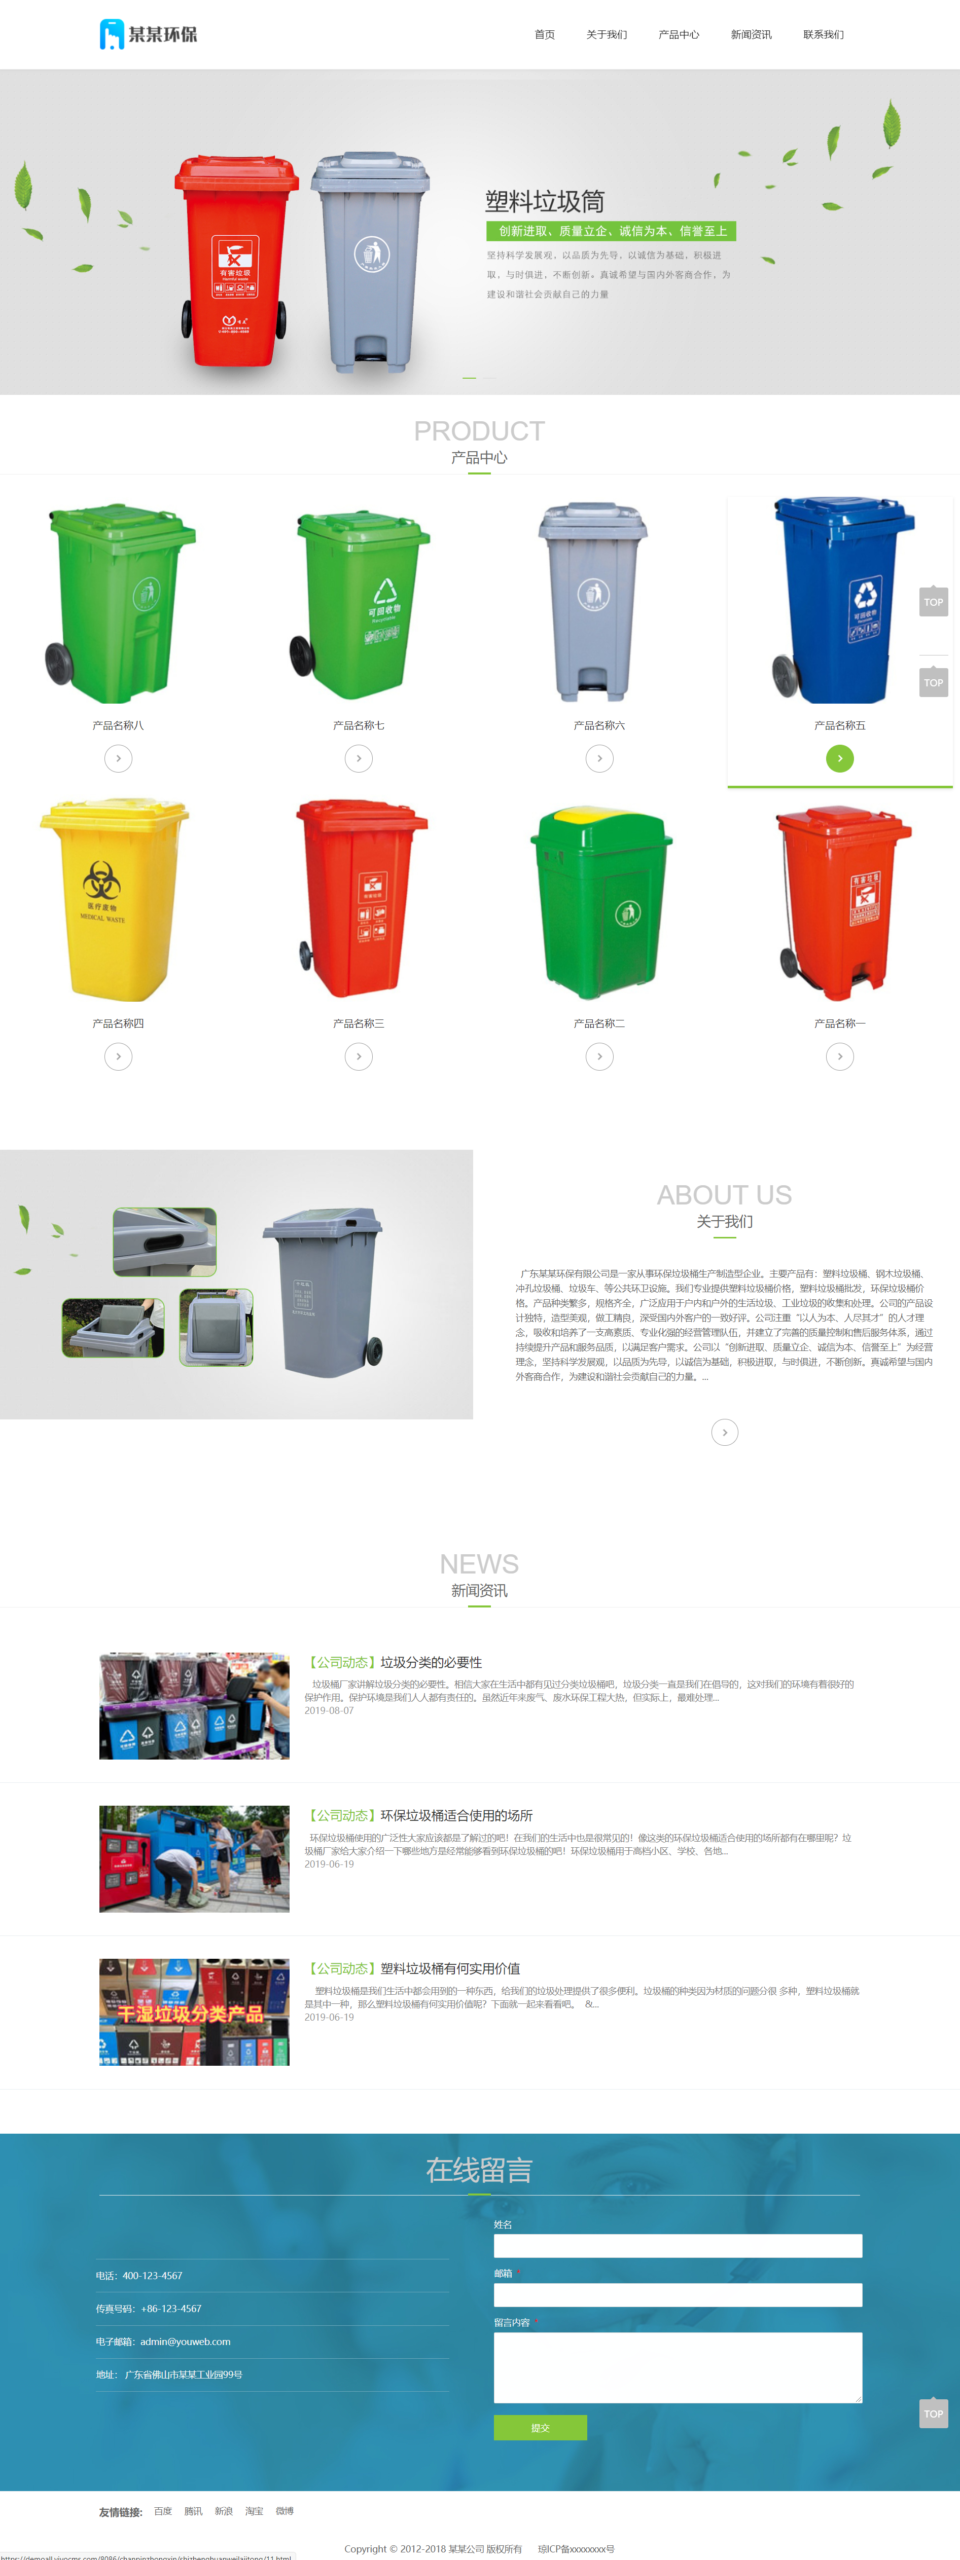 某某环保
首页 关于我们 产品中心 新闻资讯 联系我们
塑料垃圾筒
创新进取、质量立企、诚信为本、信誉至上
坚持科学发展观，以品质为先导，以诚信为基础，积极进
取，与时俱进，不断创新。真诚希望与国内外客商合作，为
建设和谐社会贡献自己的力量
有害垃圾
PRODUCT
产品中心
可回收物
Recyclable
可回收物
TOP
TOP
产品名称八 产品名称七 产品名称六 产品名称五
医疗废物
MEDICAL WASTE
有害垃圾
产品名称四 产品名称三 产品名称二 产品名称一
ABOUT US
关于我们
广东某某环保有限公司是一家从事环保垃圾桶生产制造型企业。主要产品有：塑料垃圾桶、钢木垃圾桶、
冲孔垃圾桶、垃圾车、等公共环卫设施。我们专业提供塑料垃圾桶价格，塑料垃圾桶批发，环保垃圾桶价
格。产品种类繁多，规格齐全，广泛应用于户内和户外的生活垃圾、工业垃圾的收集和处理。公司的产品设
计独特，造型美观，做工精良，深受国内外客户的一致好评。公司注重“以人为本、人尽其才”的人才理
念，吸收和培养了一支高素质、专业化强的经营管理队伍，并建立了完善的质量控制和售后服务体系，通过
持续提升产品和服务品质，以满足客户需求。公司以“创新进取、质量立企、诚信为本、信誉至上”为经营
理念，坚持科学发展观，以品质为先导，以诚信为基础，积极进取，与时俱进，不断创新。真诚希望与国内
外客商合作，为建设和谐社会贡献自己的力量。...
NEWS
新闻资讯
【公司动态】垃圾分类的必要性
垃圾桶厂家讲解垃圾分类的必要性。相信大家在生活中都有见过分类垃圾桶吧，垃圾分类一直是我们在倡导的，这对我们的环境有着很好的
保护作用。保护环境是我们人人都有责任的。虽然近年来废气、废水环保工程大热，但实际上，最难处理...
2019-08-07
【公司动态】环保垃圾桶适合使用的场所
环保垃圾桶使用的广泛性大家应该都是了解过的吧！在我们的生活中也是很常见的！像这类的环保垃圾桶适合使用的场所都有在哪里呢？垃
圾桶厂家给大家介绍一下哪些地方是经常能够看到环保垃圾桶的吧！环保垃圾桶用于高档小区、学校、各地...
2019-06-19
干湿垃圾分类产品
【公司动态】塑料垃圾桶有何实用价值
塑料垃圾桶是我们生活中都会用到的一种东西，给我们的垃圾处理提供了很多便利。垃圾桶的种类因为材质的问题分很 多种，塑料垃圾桶就
是其中一种，那么塑料垃圾桶有何实用价值呢？下面就一起来看看吧。 &...
2019-06-19
在线留言
电话：400-123-4567
传真号码：+86-123-4567
电子邮箱：admin@youweb.com
地址： 广东省佛山市某某工业园99号
姓名
邮箱 *
留言内容 *
提交
TOP
友情链接: 百度 腾讯 新浪 淘宝 微博
Copyright © 2012-2018 某某公司 版权所有 琼ICP备xxxxxxxx号